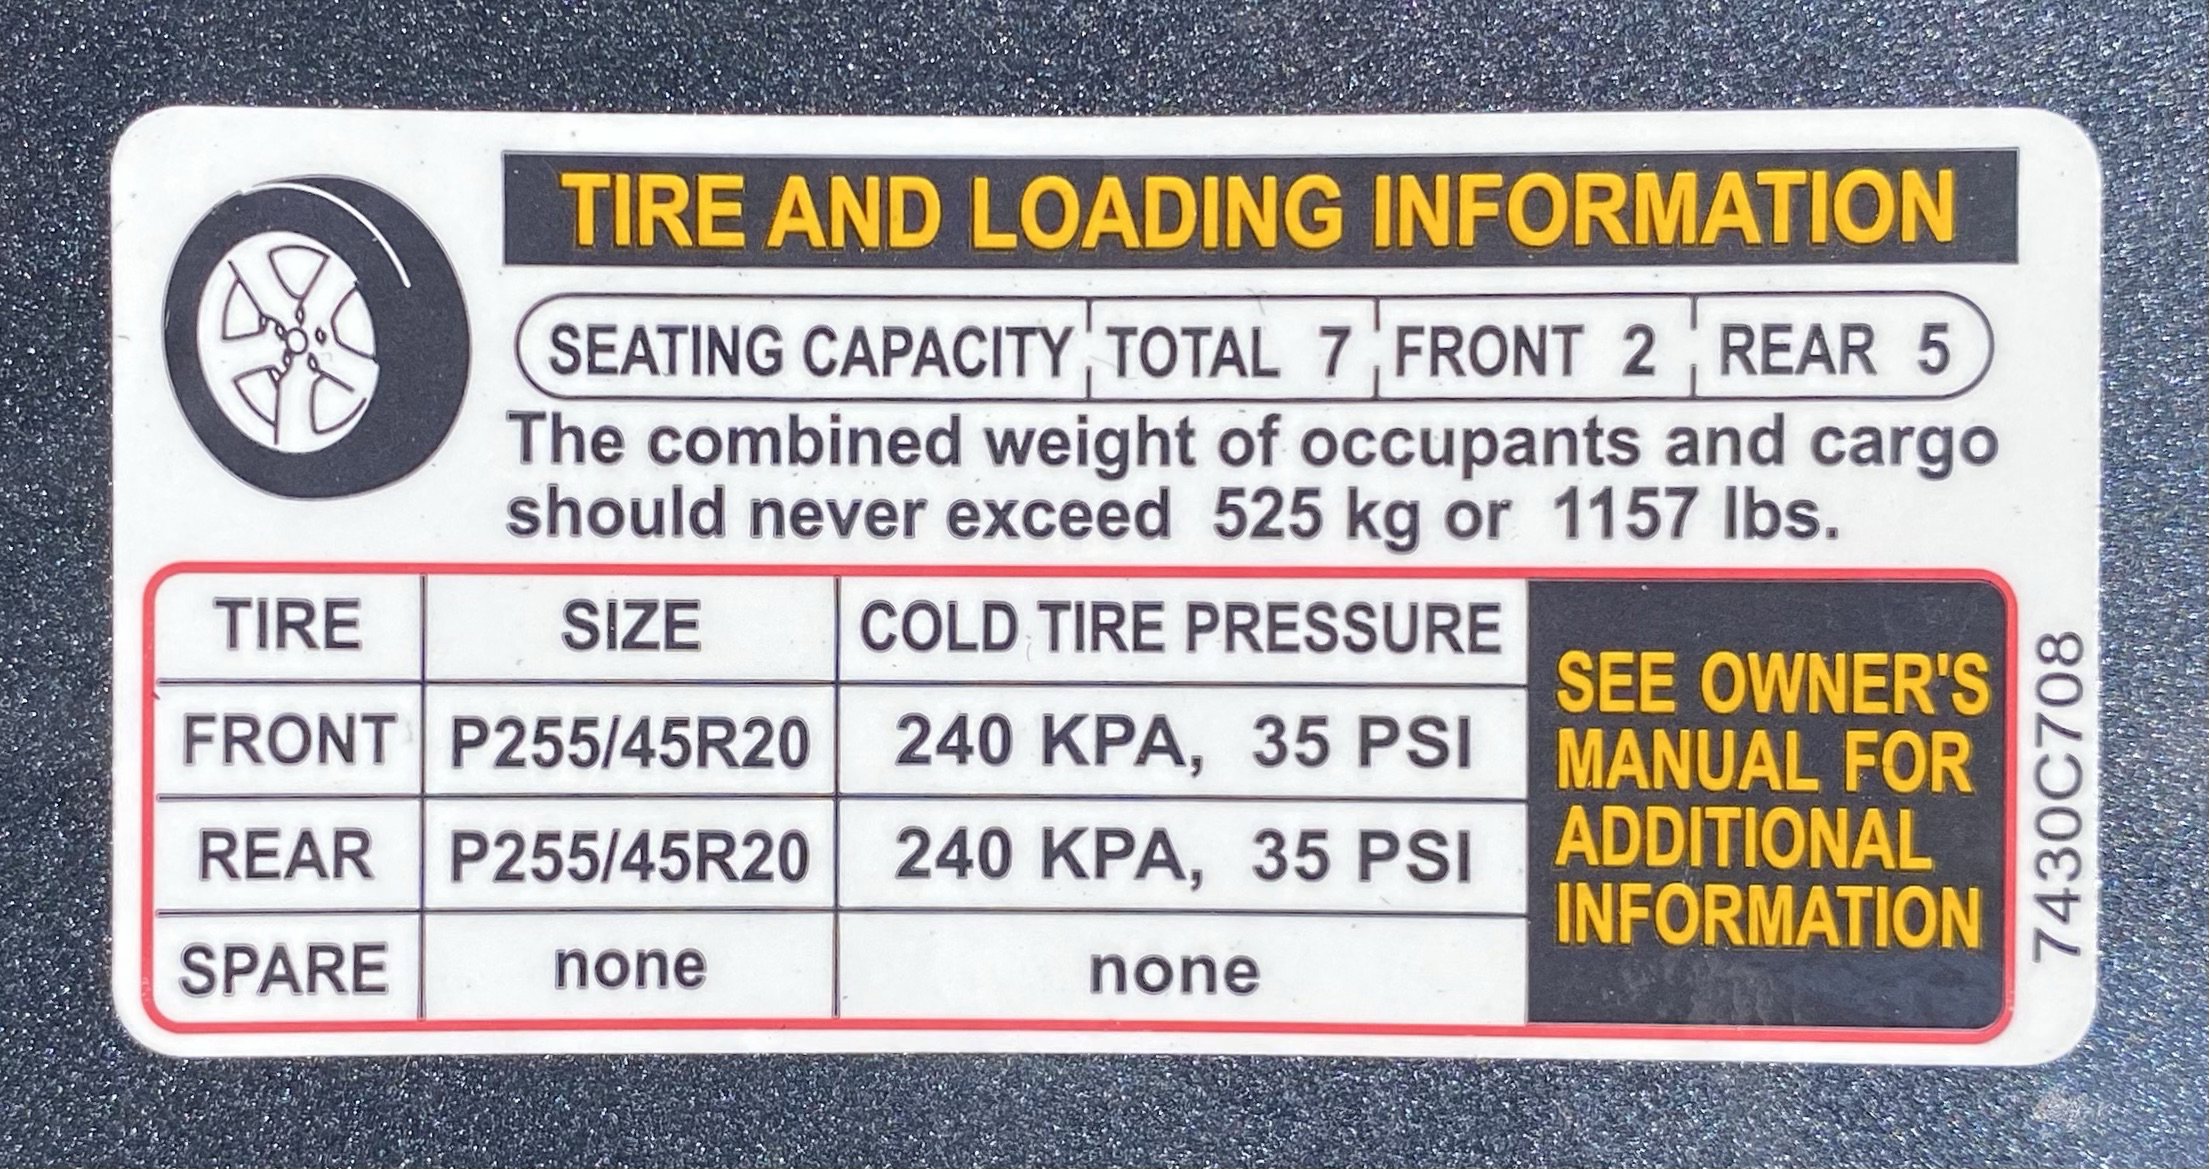 TIRE AND LOADING INFORMATION
SEATING CAPACITY TOTAL 7 FRONT 2 REAR 5
The combined weight of occupants and cargo
should never exceed 525 kg or 1157 lbs.
TIRE SIZE COLD TIRE PRESSURE
FRONT P255/45R20 240 KPA, 35 PSI
REAR P255/45R20 240 KPA, 35 PSI
SPARE none none
SEE OWNER'S
MANUAL FOR
ADDITIONAL
INFORMATION
7430C708